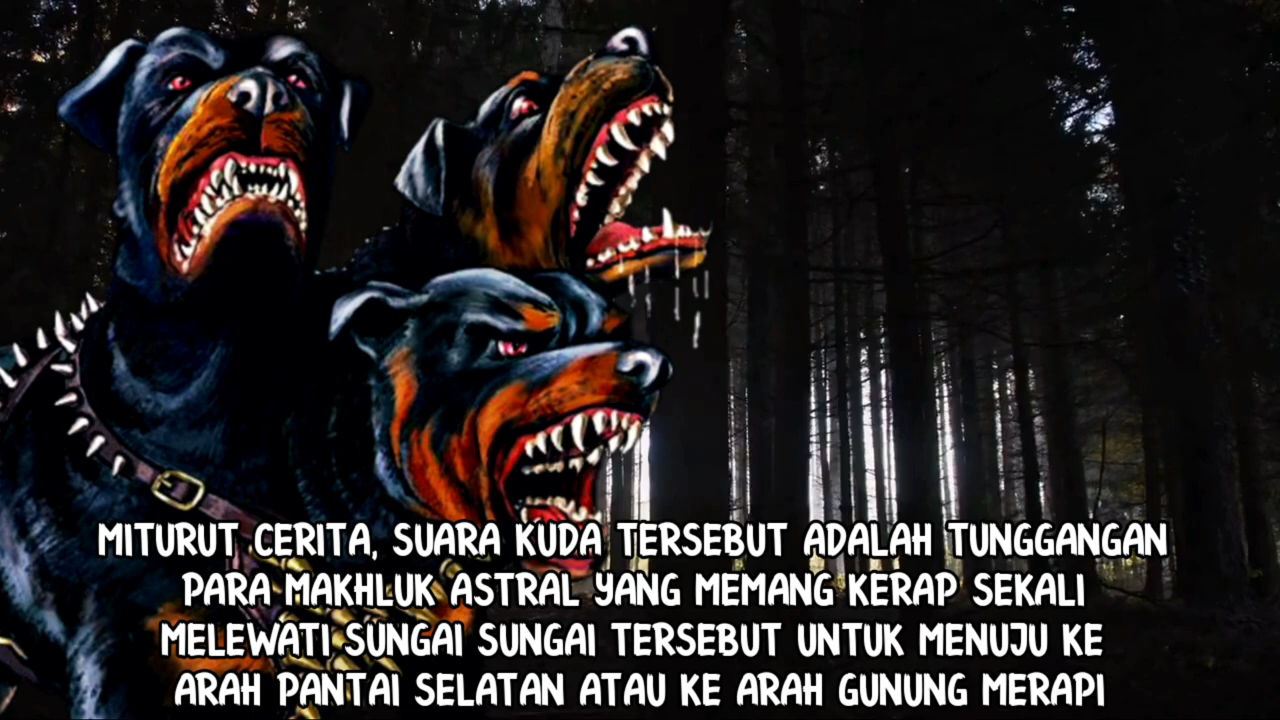 MITURUT CERITA, SUARA KUDA TERSEBUT ADALAH TUNGGANGAN
PARA MAKHLUK ASTRAL YANG MEMANG KERAP SEKALI
MELEWATI SUNGAI SUNGAI TERSEBUT UNTUK MENUJU KE
ARAH PANTAI SELATAN ATAU KE ARAH GUNUNG MERAPI